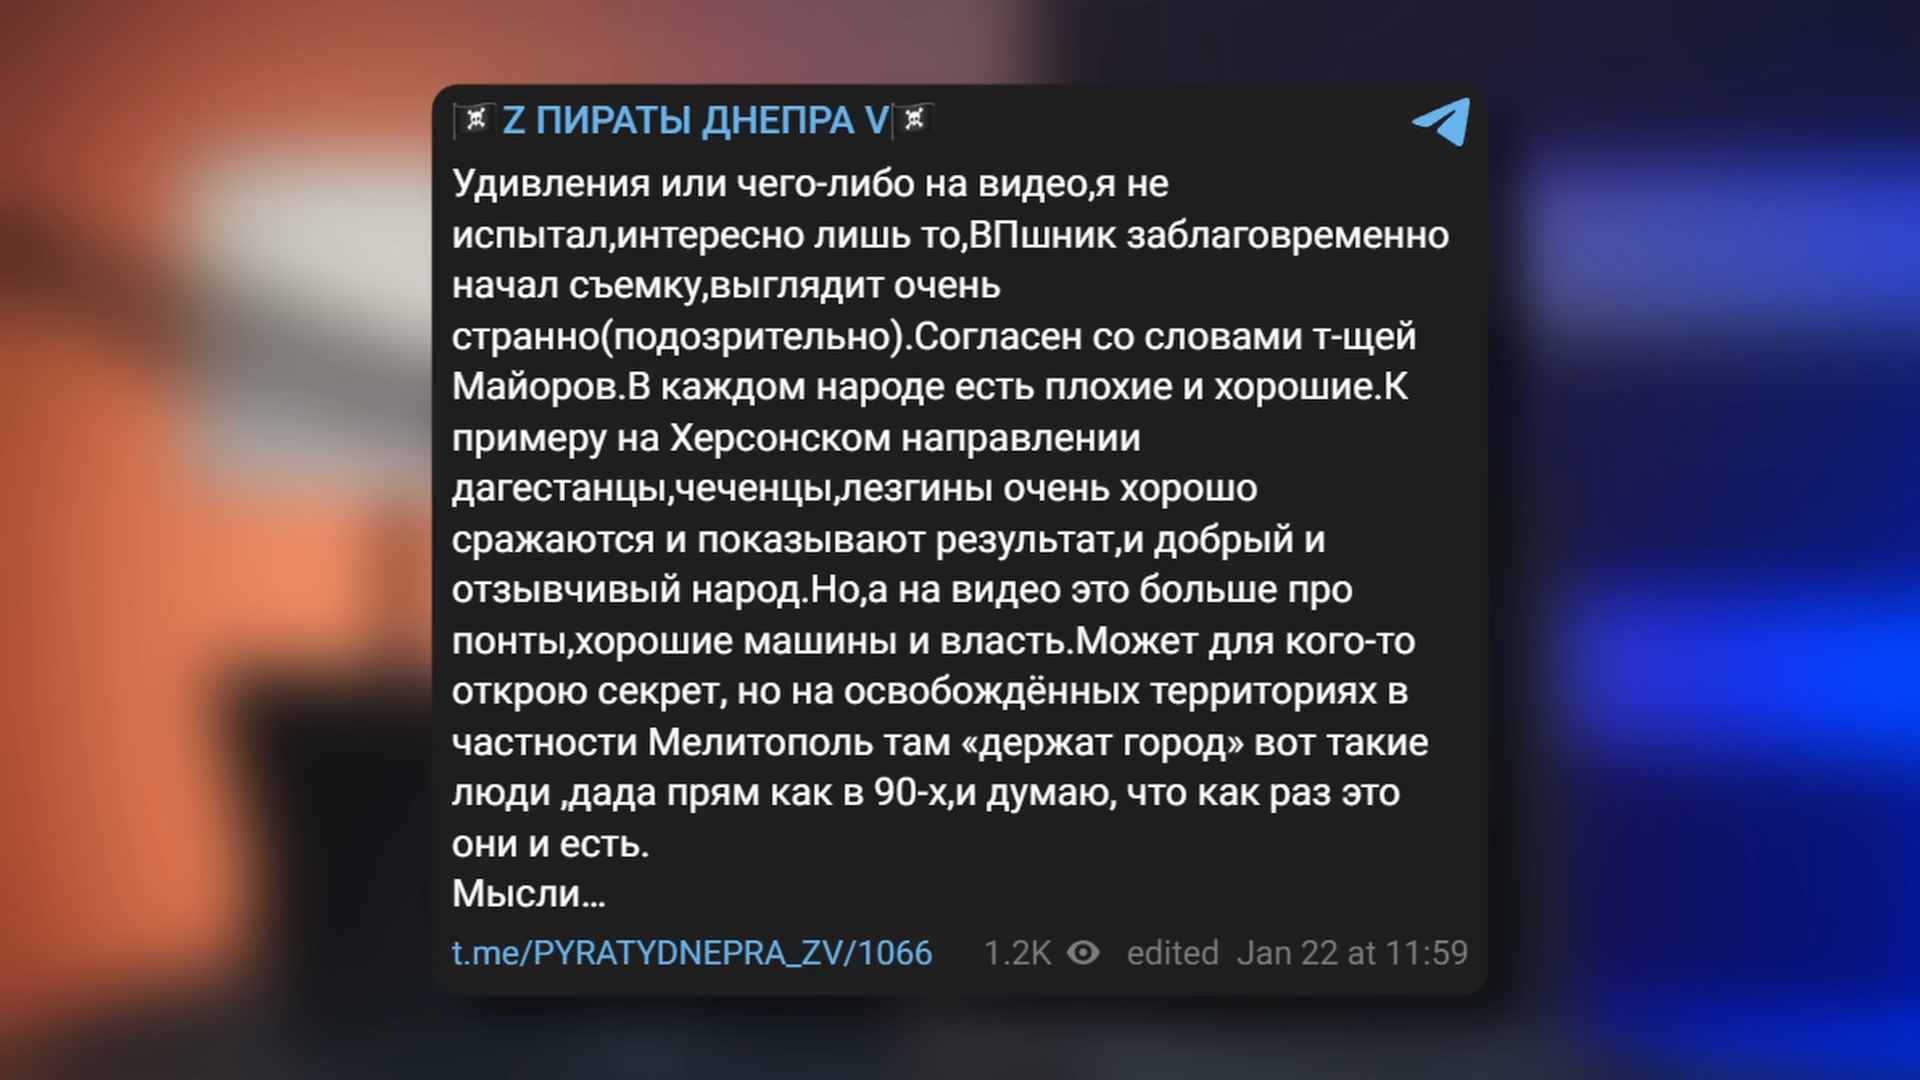 🏴‍☠️Z ПИРАТЫ ДНЕПРА V🏴‍☠️
Удивления или чего-либо на видео,я не
испытал,интересно лишь то,ВПшник заблаговременно
начал съемку,выглядит очень
странно(подозрительно).Согласен со словами т-щей
Майоров.В каждом народе есть плохие и хорошие.К
примеру на Херсонском направлении
дагестанцы,чеченцы,лезгины очень хорошо
сражаются и показывают результат,и добрый и
отзывчивый народ.Но,а на видео это больше про
понты,хорошие машины и власть.Может для кого-то
открою секрет, но на освобождённых территориях в
частности Мелитополь там «держат город» вот такие
люди ,дада прям как в 90-х,и думаю, что как раз это
они и есть.
Мысли...
t.me/PYRATYDNEPRA_ZV/1066 1.2K edited Jan 22 at 11:59